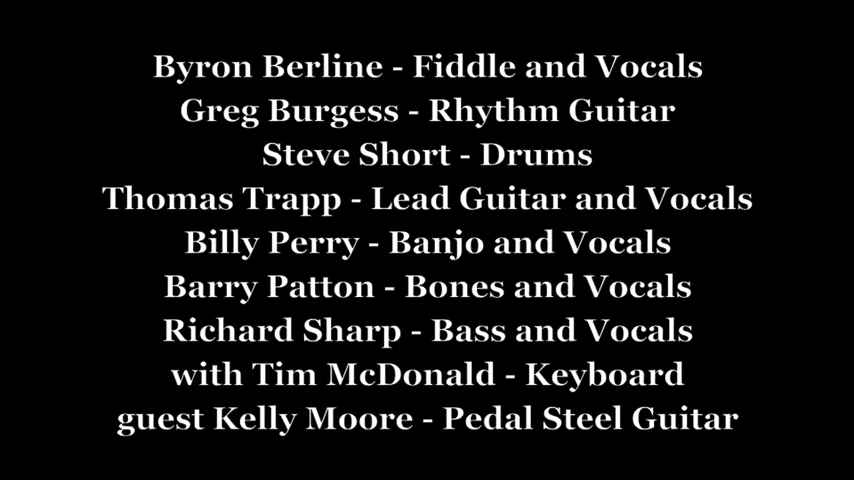 Byron Berline - Fiddle and Vocals
Greg Burgess - Rhythm Guitar
Steve Short - Drums
Thomas Trapp - Lead Guitar and Vocals
Billy Perry - Banjo and Vocals
Barry Patton - Bones and Vocals
Richard Sharp - Bass and Vocals
with Tim McDonald - Keyboard
guest Kelly Moore - Pedal Steel Guitar